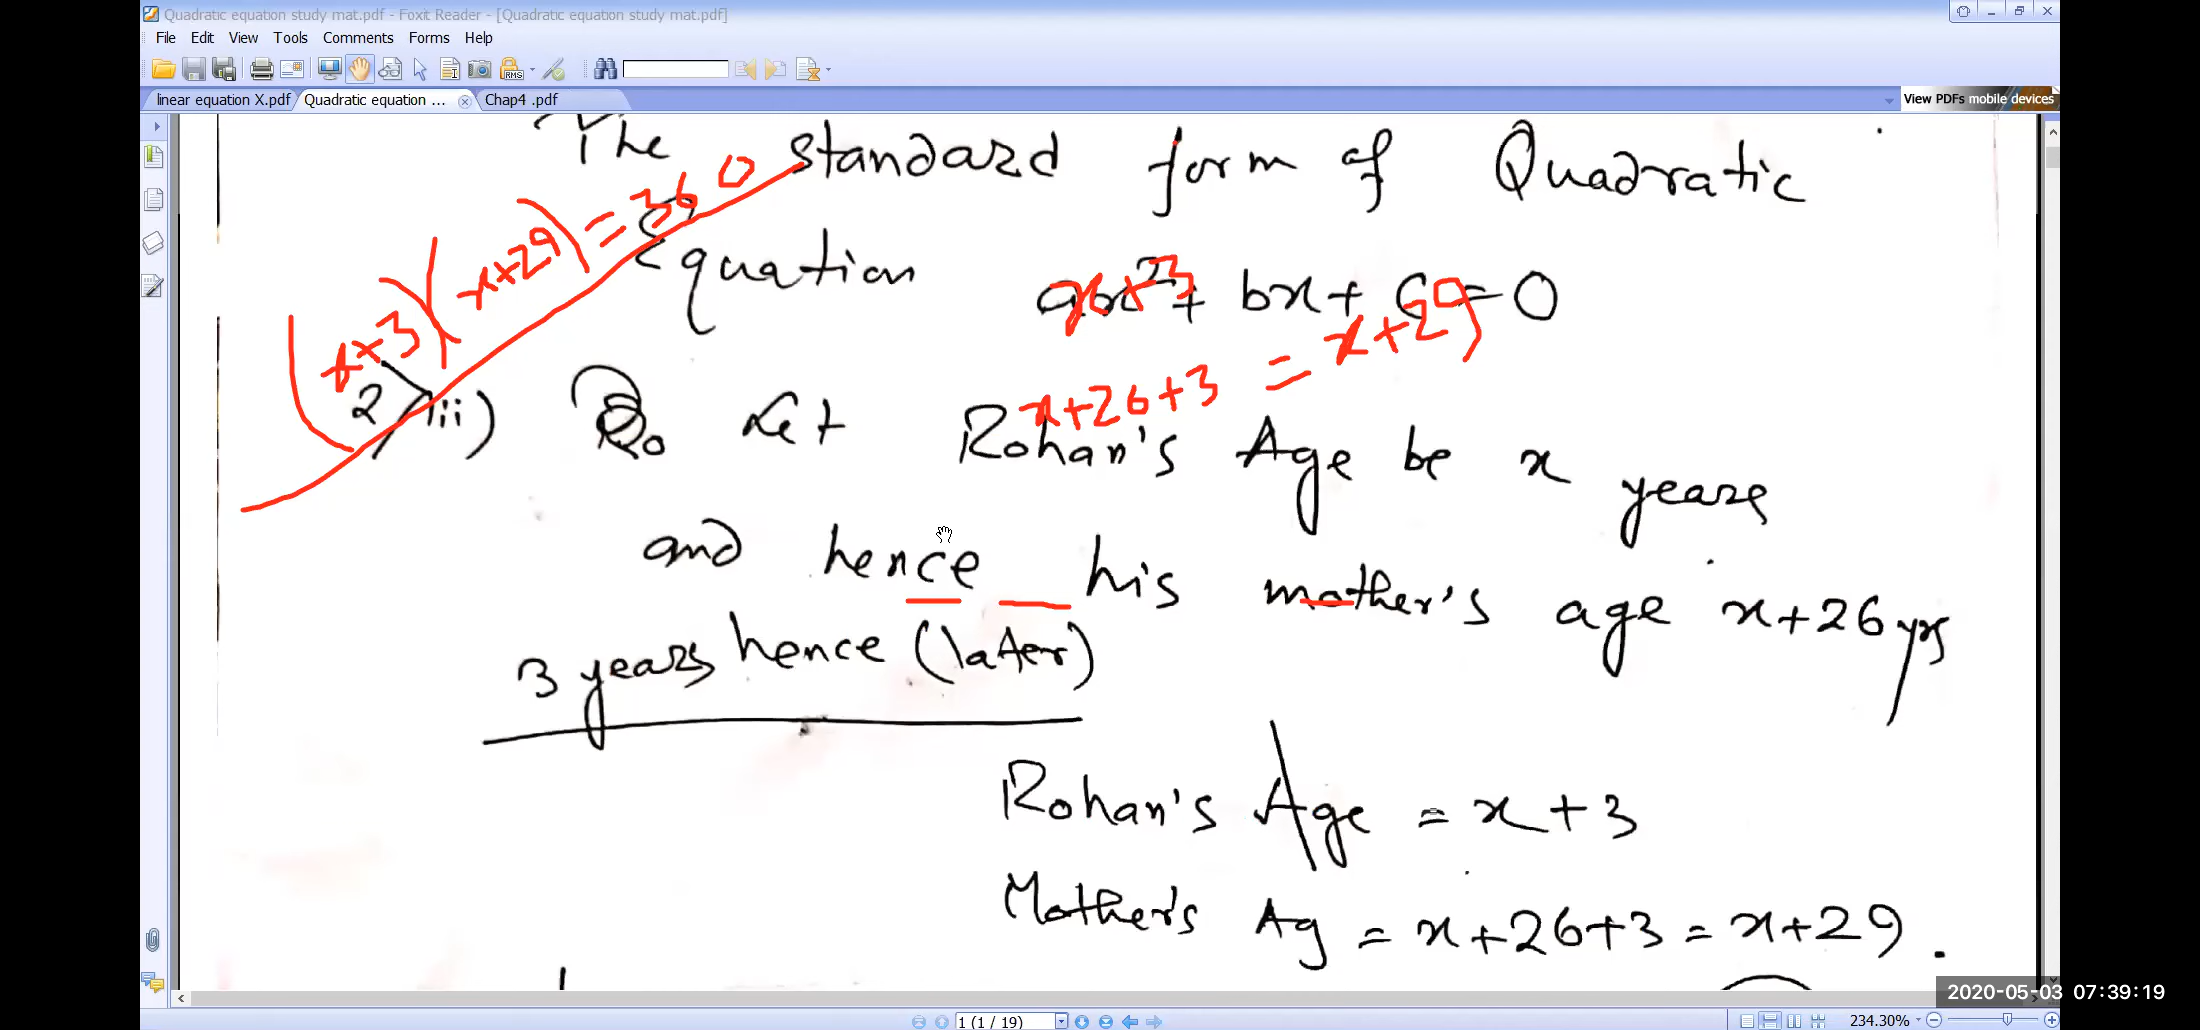 Quadratic equation study mat.pdf - Foxit Reader - [Quadratic equation study mat.pdf]
File Edit View Tools Comments Forms Help
linear equation X.pdf Quadratic equation ... Chap4 .pdf
View PDFs mobile devices
The standard form of Quadratic
Equation ax²+ bx+ c=0
(x+3)(x+29)=360
x+3
x+26+3 = x+29
2/iii) Let Rohan's Age be x years
and hence his mother's age x+26 yrs
3 years hence (later)
Rohan's Age = x+3
Mother's Ag = x+26+3 = x+29.
2020-05-03 07:39:19
1 (1 / 19)
234.30%